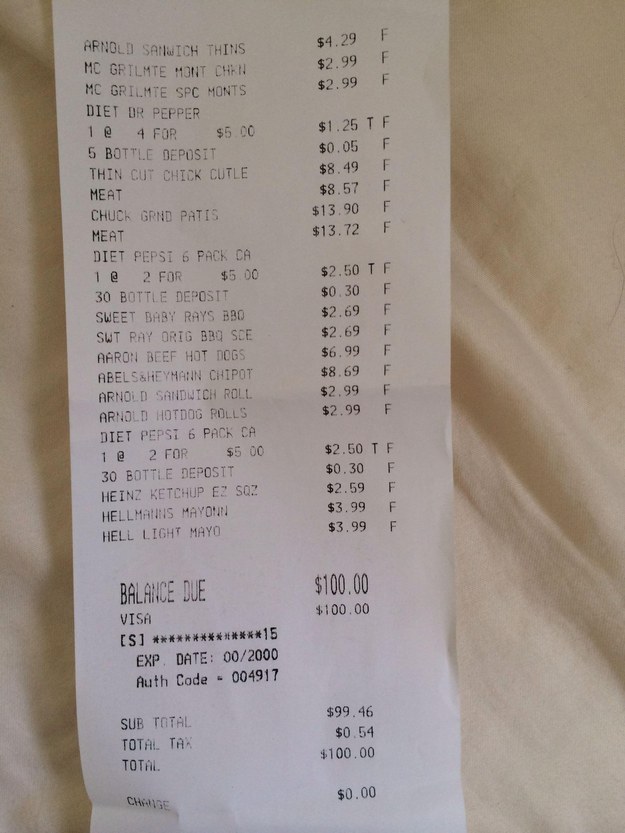 ARNOLD SANWICH THINS $4.29 F
MC GRILMTE MONT CHKN $2.99 F
MC GRILMTE SPC MONTS $2.99 F
DIET DR PEPPER
1 @ 4 FOR $5.00 $1.25 T F
5 BOTTLE DEPOSIT $0.05 F
THIN CUT CHICK CUTLE $8.49 F
MEAT $8.57 F
CHUCK GRND PATIS $13.90 F
MEAT $13.72 F
DIET PEPSI 6 PACK CA
1 @ 2 FOR $5.00 $2.50 T F
30 BOTTLE DEPOSIT $0.30 F
SWEET BABY RAYS BBQ $2.69 F
SWT RAY ORIG BBQ SCE $2.69 F
AARON BEEF HOT DOGS $6.99 F
ABELS&HEYMANN CHIPOT $8.69 F
ARNOLD SANDWICH ROLL $2.99 F
ARNOLD HOTDOG ROLLS $2.99 F
DIET PEPSI 6 PACK CA
1 @ 2 FOR $5.00 $2.50 T F
30 BOTTLE DEPOSIT $0.30 F
HEINZ KETCHUP EZ SQZ $2.59 F
HELLMANNS MAYONN $3.99 F
HELL LIGHT MAYO $3.99 F
BALANCE DUE $100.00
VISA $100.00
[S] **************15
EXP. DATE: 00/2000
Auth Code = 004917
SUB TOTAL $99.46
TOTAL TAX $0.54
TOTAL $100.00
CHANGE $0.00